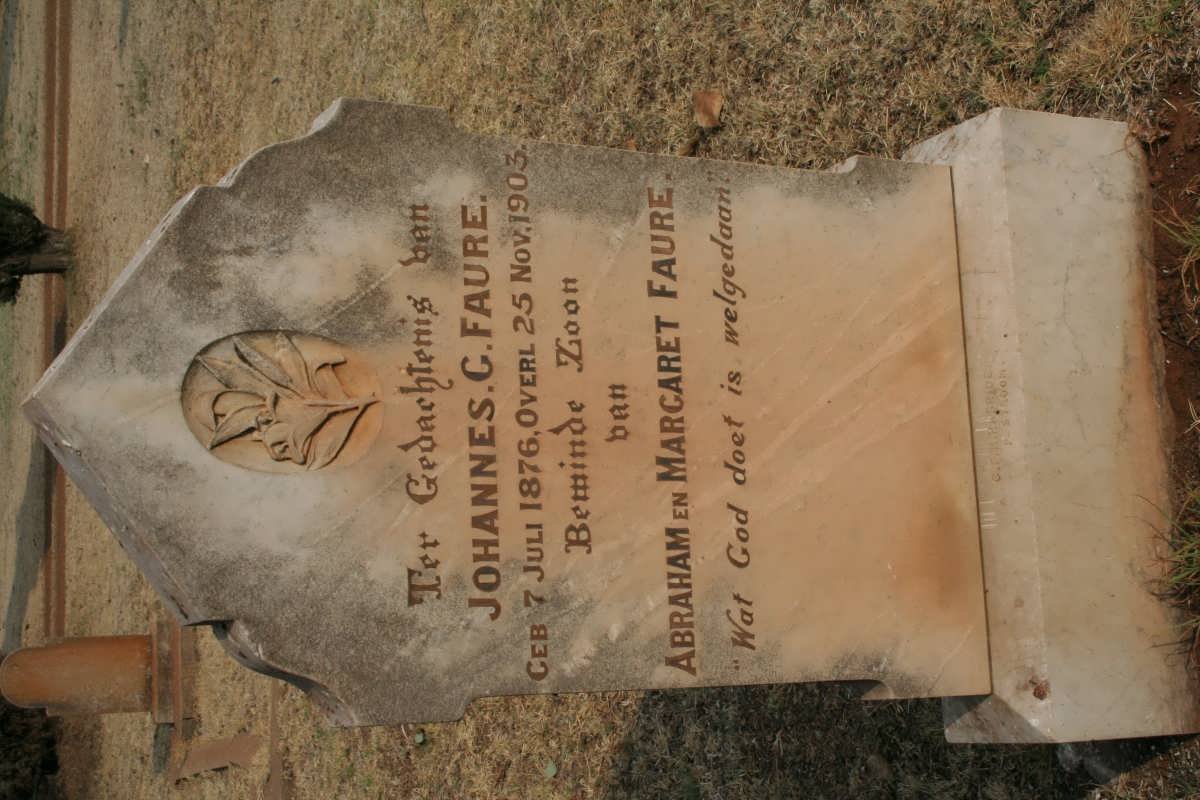 Ter Gedachtenis van
JOHANNES. C. FAURE.
GEB 7 JULI 1876, OVERL 25 NOV. 1903.
Beminde Zoon
van
ABRAHAM EN MARGARET FAURE.
"Wat God doet is welgedaan"